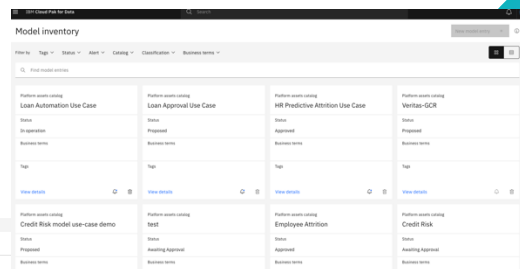 IBM Cloud Pak for Data
Search
Model inventory
New model entry
Filter by Tags Status Alert Catalog Classification Business terms
Find model entries
Platform assets catalog
Loan Automation Use Case
Status
In operation
Business terms
Tags
View details
Platform assets catalog
Loan Approval Use Case
Status
Proposed
Business terms
Tags
View details
Platform assets catalog
HR Predictive Attrition Use Case
Status
Approved
Business terms
Tags
View details
Platform assets catalog
Veritas-GCR
Status
Proposed
Business terms
Tags
View details
Platform assets catalog
Credit Risk model use-case demo
Status
Proposed
Business terms
Platform assets catalog
test
Status
Awaiting Approval
Business terms
Platform assets catalog
Employee Attrition
Status
Approved
Business terms
Platform assets catalog
Credit Risk
Status
Awaiting Approval
Business terms